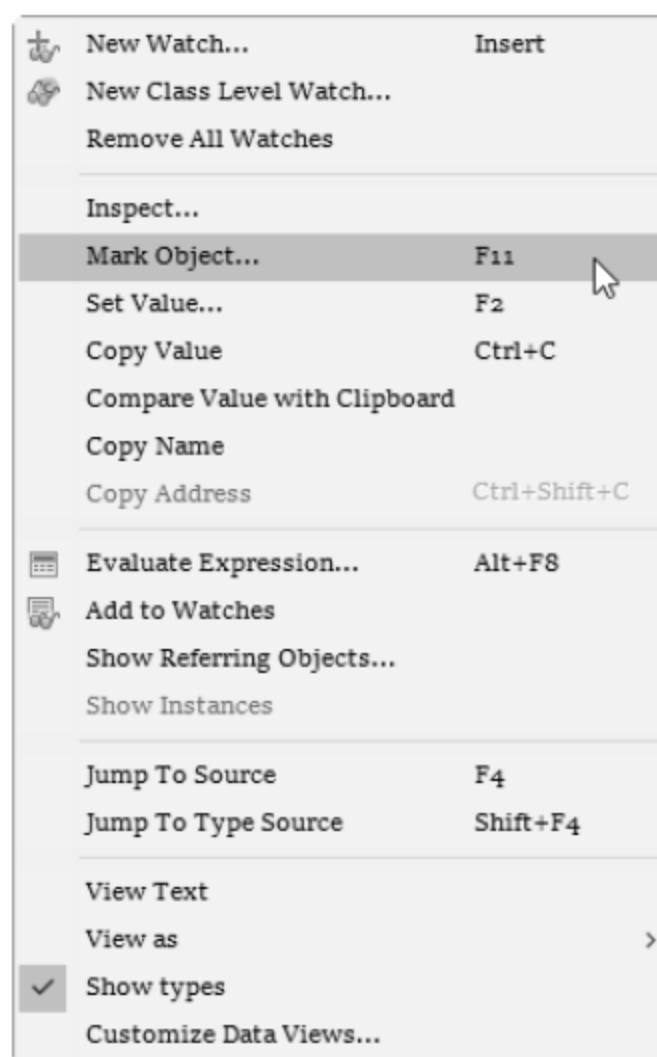 New Watch... Insert
New Class Level Watch...
Remove All Watches
Inspect...
Mark Object... F11
Set Value... F2
Copy Value Ctrl+C
Compare Value with Clipboard
Copy Name
Copy Address Ctrl+Shift+C
Evaluate Expression... Alt+F8
Add to Watches
Show Referring Objects...
Show Instances
Jump To Source F4
Jump To Type Source Shift+F4
View Text
View as
Show types
Customize Data Views...